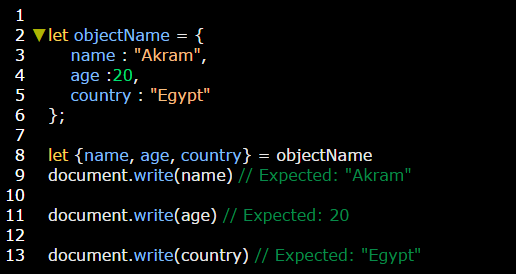 1
2 let objectName = {
3 name : "Akram",
4 age :20,
5 country : "Egypt"
6 };
7
8 let {name, age, country} = objectName
9 document.write(name) // Expected: "Akram"
10
11 document.write(age) // Expected: 20
12
13 document.write(country) // Expected: "Egypt"